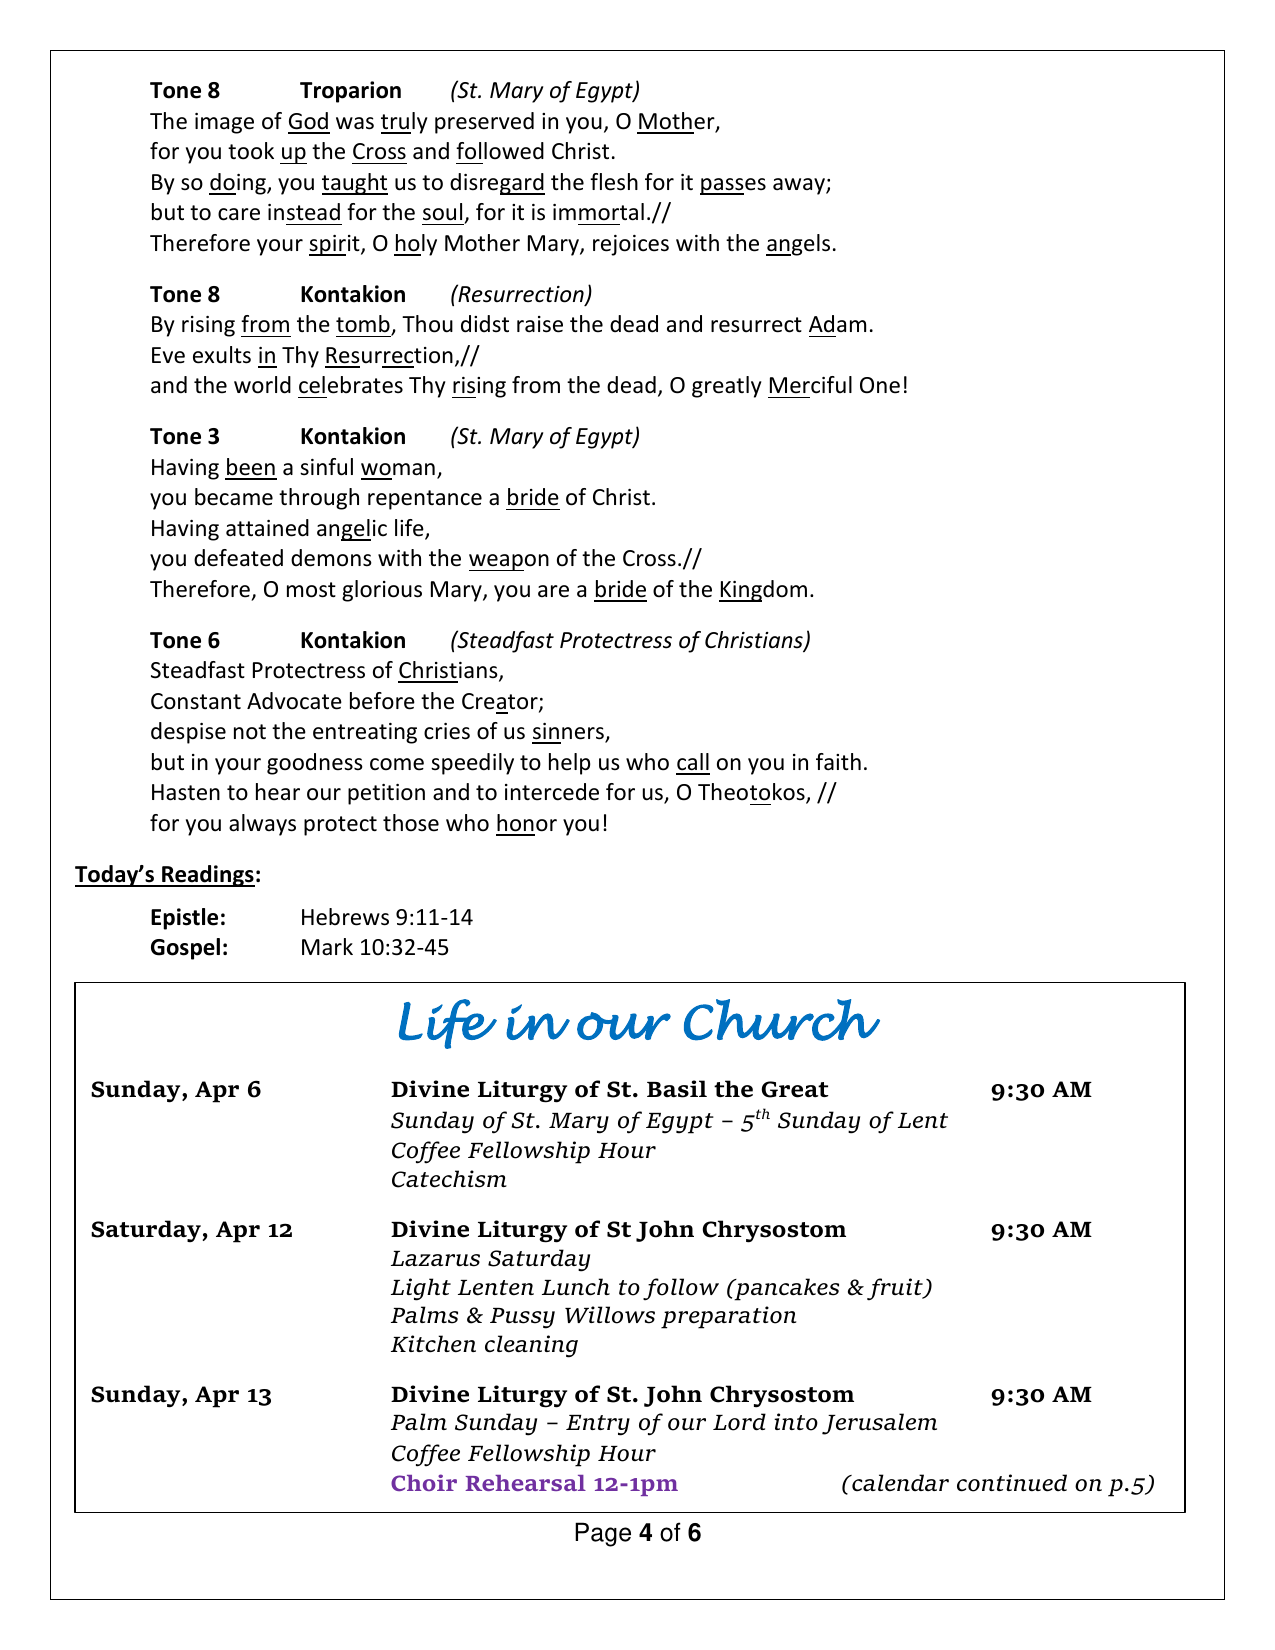 Tone 8 Troparion (St. Mary of Egypt)
The image of God was truly preserved in you, O Mother,
for you took up the Cross and followed Christ.
By so doing, you taught us to disregard the flesh for it passes away;
but to care instead for the soul, for it is immortal.//
Therefore your spirit, O holy Mother Mary, rejoices with the angels.
Tone 8 Kontakion (Resurrection)
By rising from the tomb, Thou didst raise the dead and resurrect Adam.
Eve exults in Thy Resurrection,//
and the world celebrates Thy rising from the dead, O greatly Merciful One!
Tone 3 Kontakion (St. Mary of Egypt)
Having been a sinful woman,
you became through repentance a bride of Christ.
Having attained angelic life,
you defeated demons with the weapon of the Cross.//
Therefore, O most glorious Mary, you are a bride of the Kingdom.
Tone 6 Kontakion (Steadfast Protectress of Christians)
Steadfast Protectress of Christians,
Constant Advocate before the Creator;
despise not the entreating cries of us sinners,
but in your goodness come speedily to help us who call on you in faith.
Hasten to hear our petition and to intercede for us, O Theotokos, //
for you always protect those who honor you!
Today’s Readings:
Epistle: Hebrews 9:11-14
Gospel: Mark 10:32-45
Life in our Church
Sunday, Apr 6 Divine Liturgy of St. Basil the Great 9:30 AM
Sunday of St. Mary of Egypt – 5th Sunday of Lent
Coffee Fellowship Hour
Catechism
Saturday, Apr 12 Divine Liturgy of St John Chrysostom 9:30 AM
Lazarus Saturday
Light Lenten Lunch to follow (pancakes & fruit)
Palms & Pussy Willows preparation
Kitchen cleaning
Sunday, Apr 13 Divine Liturgy of St. John Chrysostom 9:30 AM
Palm Sunday – Entry of our Lord into Jerusalem
Coffee Fellowship Hour
Choir Rehearsal 12-1pm (calendar continued on p.5)
Page 4 of 6